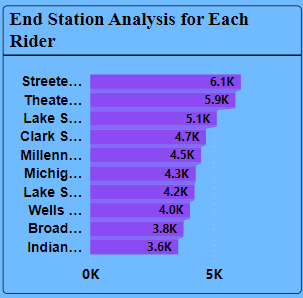 End Station Analysis for Each
Rider
Streete... 6.1K
Theate... 5.9K
Lake S... 5.1K
Clark S... 4.7K
Millenn... 4.5K
Michig... 4.3K
Lake S... 4.2K
Wells ... 4.0K
Broad... 3.8K
Indian... 3.6K
0K 5K